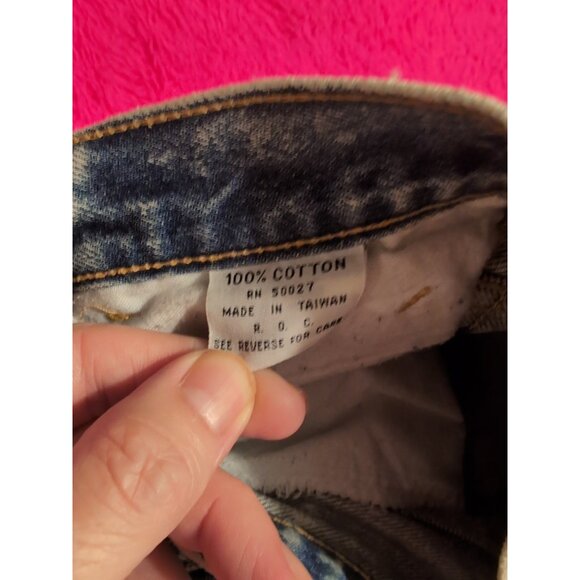 100% COTTON
RN 50027
MADE IN TAIWAN
R. O. C.
SEE REVERSE FOR CARE